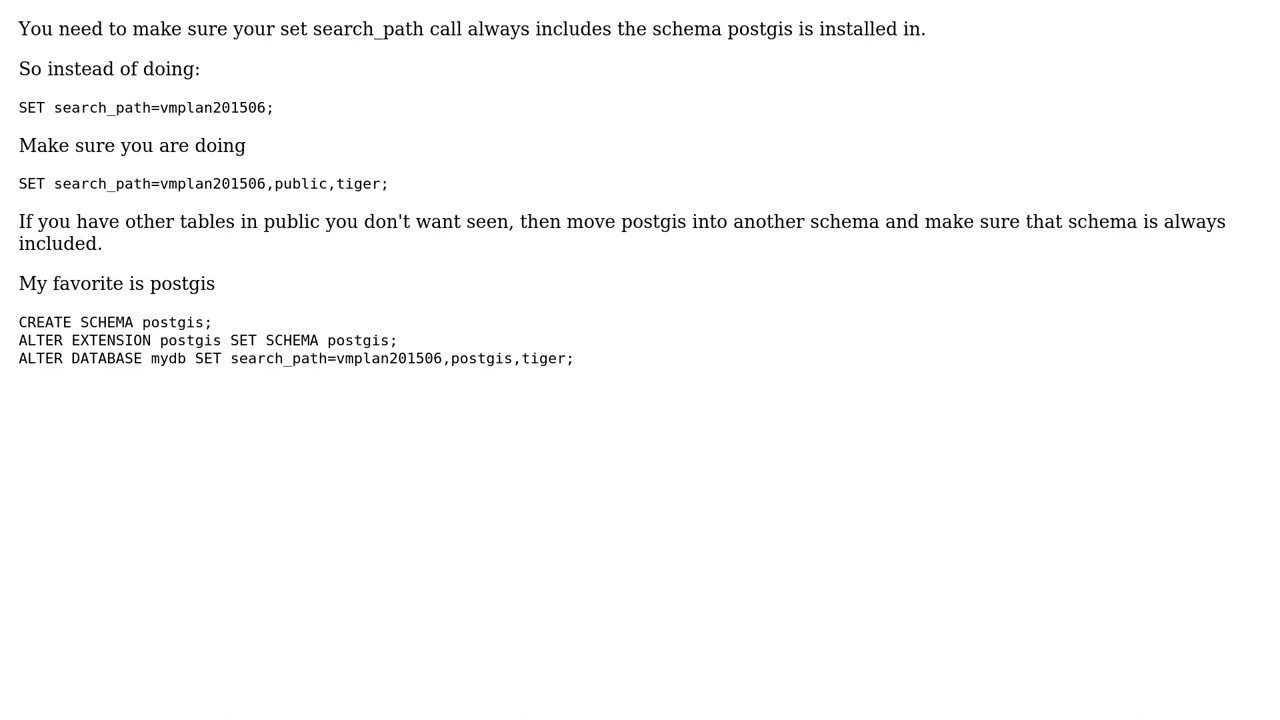 You need to make sure your set search_path call always includes the schema postgis is installed in.
So instead of doing:
SET search_path=vmplan201506;
Make sure you are doing
SET search_path=vmplan201506,public,tiger;
If you have other tables in public you don't want seen, then move postgis into another schema and make sure that schema is always
included.
My favorite is postgis
CREATE SCHEMA postgis;
ALTER EXTENSION postgis SET SCHEMA postgis;
ALTER DATABASE mydb SET search_path=vmplan201506,postgis,tiger;